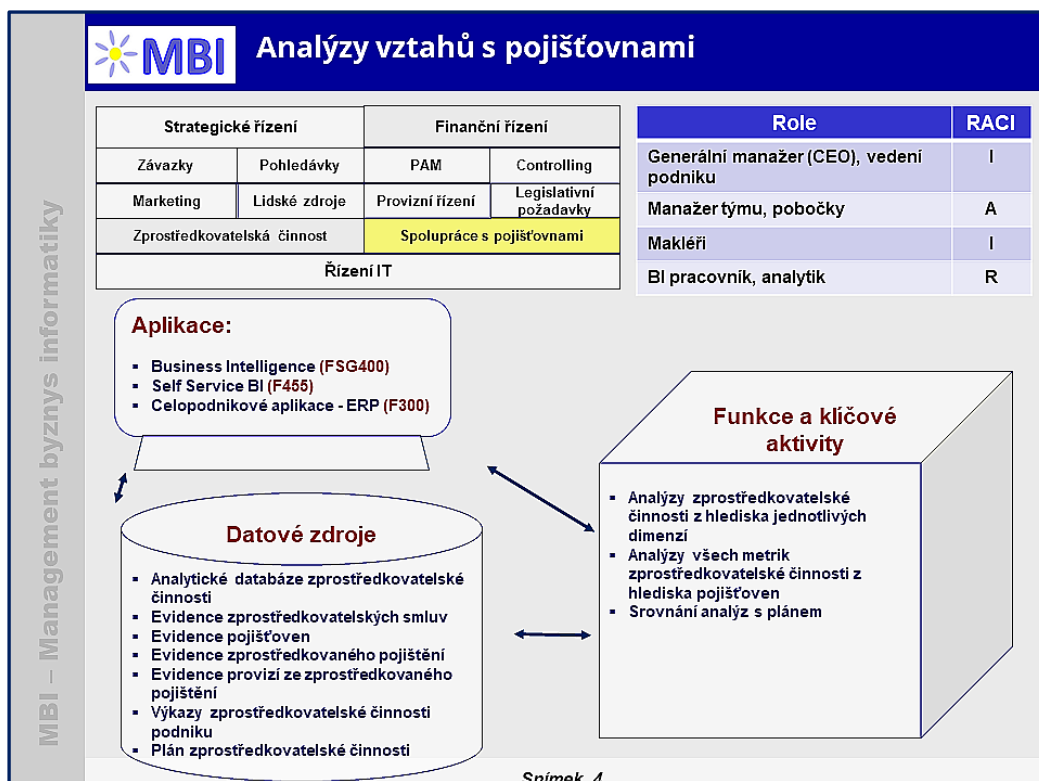 MBI
Analýzy vztahů s pojišťovnami
MBI – Management byznys informatiky
Strategické řízení
Finanční řízení
Závazky
Pohledávky
PAM
Controlling
Marketing
Lidské zdroje
Provizní řízení
Legislativní
požadavky
Zprostředkovatelská činnost
Spolupráce s pojišťovnami
Řízení IT
Role RACI
Generální manažer (CEO), vedení I
podniku
Manažer týmu, pobočky A
Makléři I
BI pracovník, analytik R
Aplikace:
▪ Business Intelligence (FSG400)
▪ Self Service BI (F455)
▪ Celopodnikové aplikace - ERP (F300)
Datové zdroje
▪ Analytické databáze zprostředkovatelské
činnosti
▪ Evidence zprostředkovatelských smluv
▪ Evidence pojišťoven
▪ Evidence zprostředkovaného pojištění
▪ Evidence provizí ze zprostředkovaného
pojištění
▪ Výkazy zprostředkovatelské činnosti
podniku
▪ Plán zprostředkovatelské činnosti
Funkce a klíčové
aktivity
▪ Analýzy zprostředkovatelské
činnosti z hlediska jednotlivých
dimenzí
▪ Analýzy všech metrik
zprostředkovatelské činnosti z
hlediska pojišťoven
▪ Srovnání analýz s plánem
Snímek 4